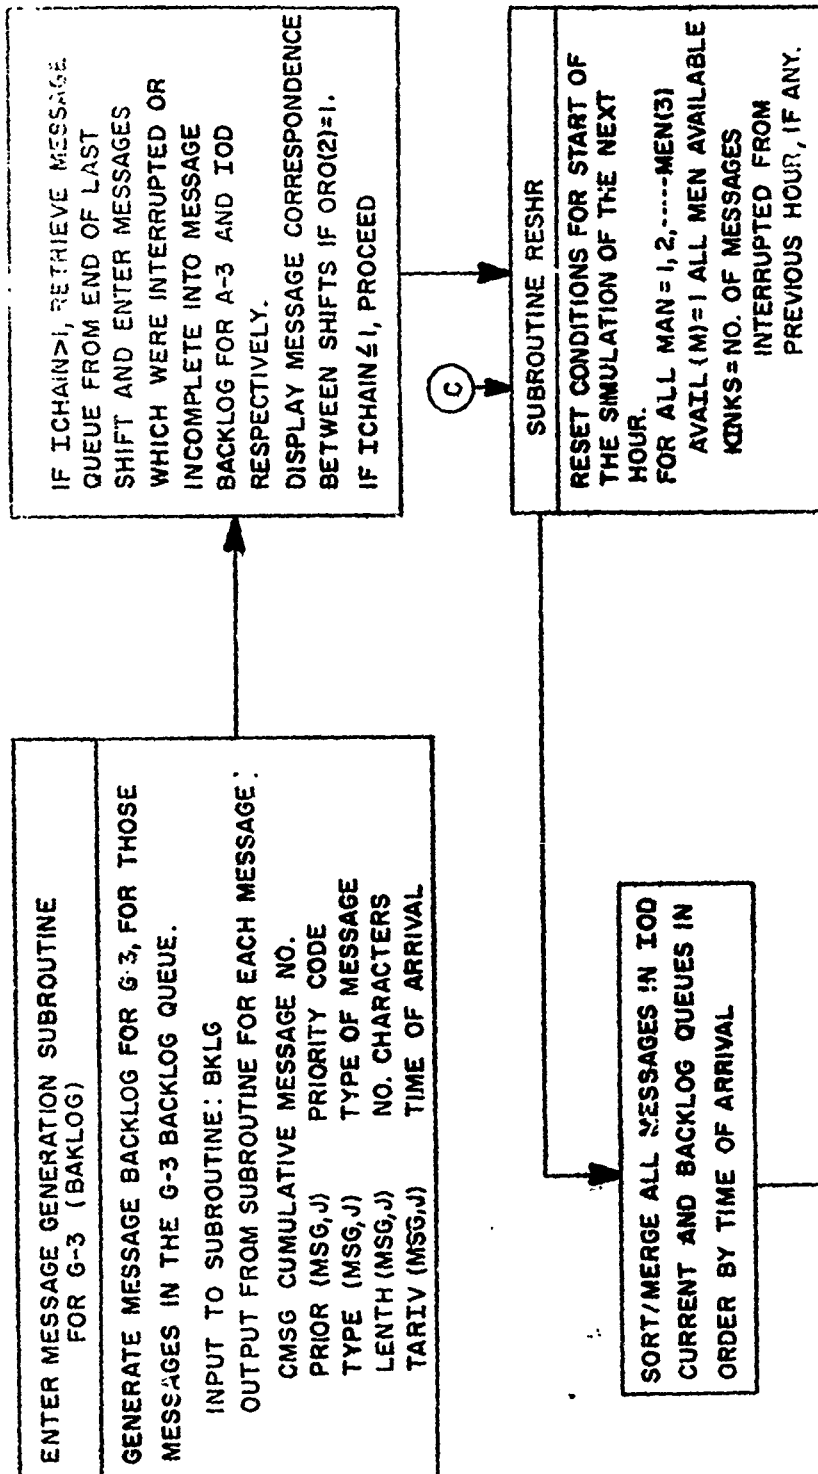 ENTER MESSAGE GENERATION SUBROUTINE
FOR G-3 (BAKLOG)
GENERATE MESSAGE BACKLOG FOR G-3, FOR THOSE
MESSAGES IN THE G-3 BACKLOG QUEUE.
INPUT TO SUBROUTINE: BKLG
OUTPUT FROM SUBROUTINE FOR EACH MESSAGE:
CMSG CUMULATIVE MESSAGE NO.
PRIOR (MSG,J) PRIORITY CODE
TYPE (MSG,J) TYPE OF MESSAGE
LENTH (MSG,J) NO. CHARACTERS
TARIV (MSG,J) TIME OF ARRIVAL
IF ICHAIN>1, RETRIEVE MESSAGE
QUEUE FROM END OF LAST
SHIFT AND ENTER MESSAGES
WHICH WERE INTERRUPTED OR
INCOMPLETE INTO MESSAGE
BACKLOG FOR A-3 AND IOD
RESPECTIVELY.
DISPLAY MESSAGE CORRESPONDENCE
BETWEEN SHIFTS IF ORO(2)=1.
IF ICHAIN≤1, PROCEED
C
SUBROUTINE RESHR
RESET CONDITIONS FOR START OF
THE SIMULATION OF THE NEXT
HOUR.
FOR ALL MAN=1,2,-----MEN(3)
AVAIL(M)=1 ALL MEN AVAILABLE
KINKS=NO. OF MESSAGES
INTERRUPTED FROM
PREVIOUS HOUR, IF ANY.
SORT/MERGE ALL MESSAGES IN IOD
CURRENT AND BACKLOG QUEUES IN
ORDER BY TIME OF ARRIVAL